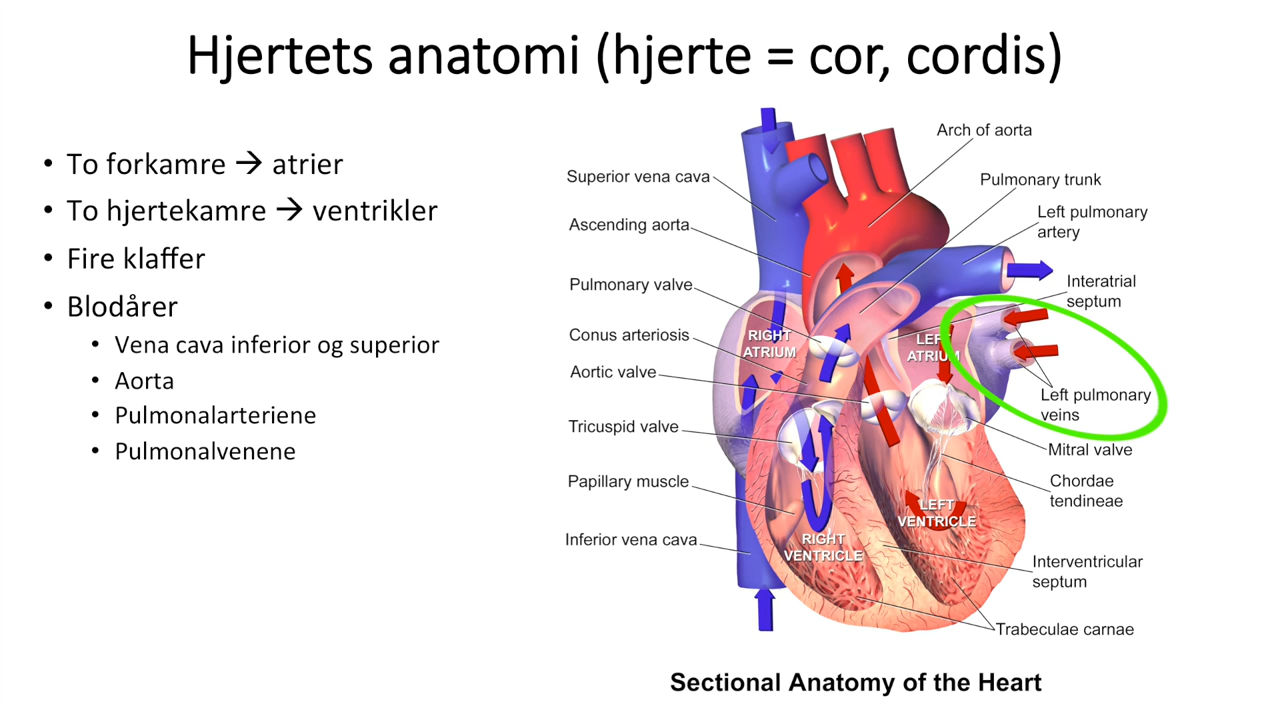 Hjertets anatomi (hjerte = cor, cordis)
• To forkamre → atrier
• To hjertekamre → ventrikler
• Fire klaffer
• Blodårer
• Vena cava inferior og superior
• Aorta
• Pulmonalarteriene
• Pulmonalvenene
Superior vena cava
Ascending aorta
Pulmonary valve
Conus arteriosis
Aortic valve
Tricuspid valve
Papillary muscle
Inferior vena cava
RIGHT
ATRIUM
LEFT
ATRIUM
RIGHT
VENTRICLE
LEFT
VENTRICLE
Arch of aorta
Pulmonary trunk
Left pulmonary
artery
Interatrial
septum
Left pulmonary
veins
Mitral valve
Chordae
tendineae
Interventricular
septum
Trabeculae carnae
Sectional Anatomy of the Heart